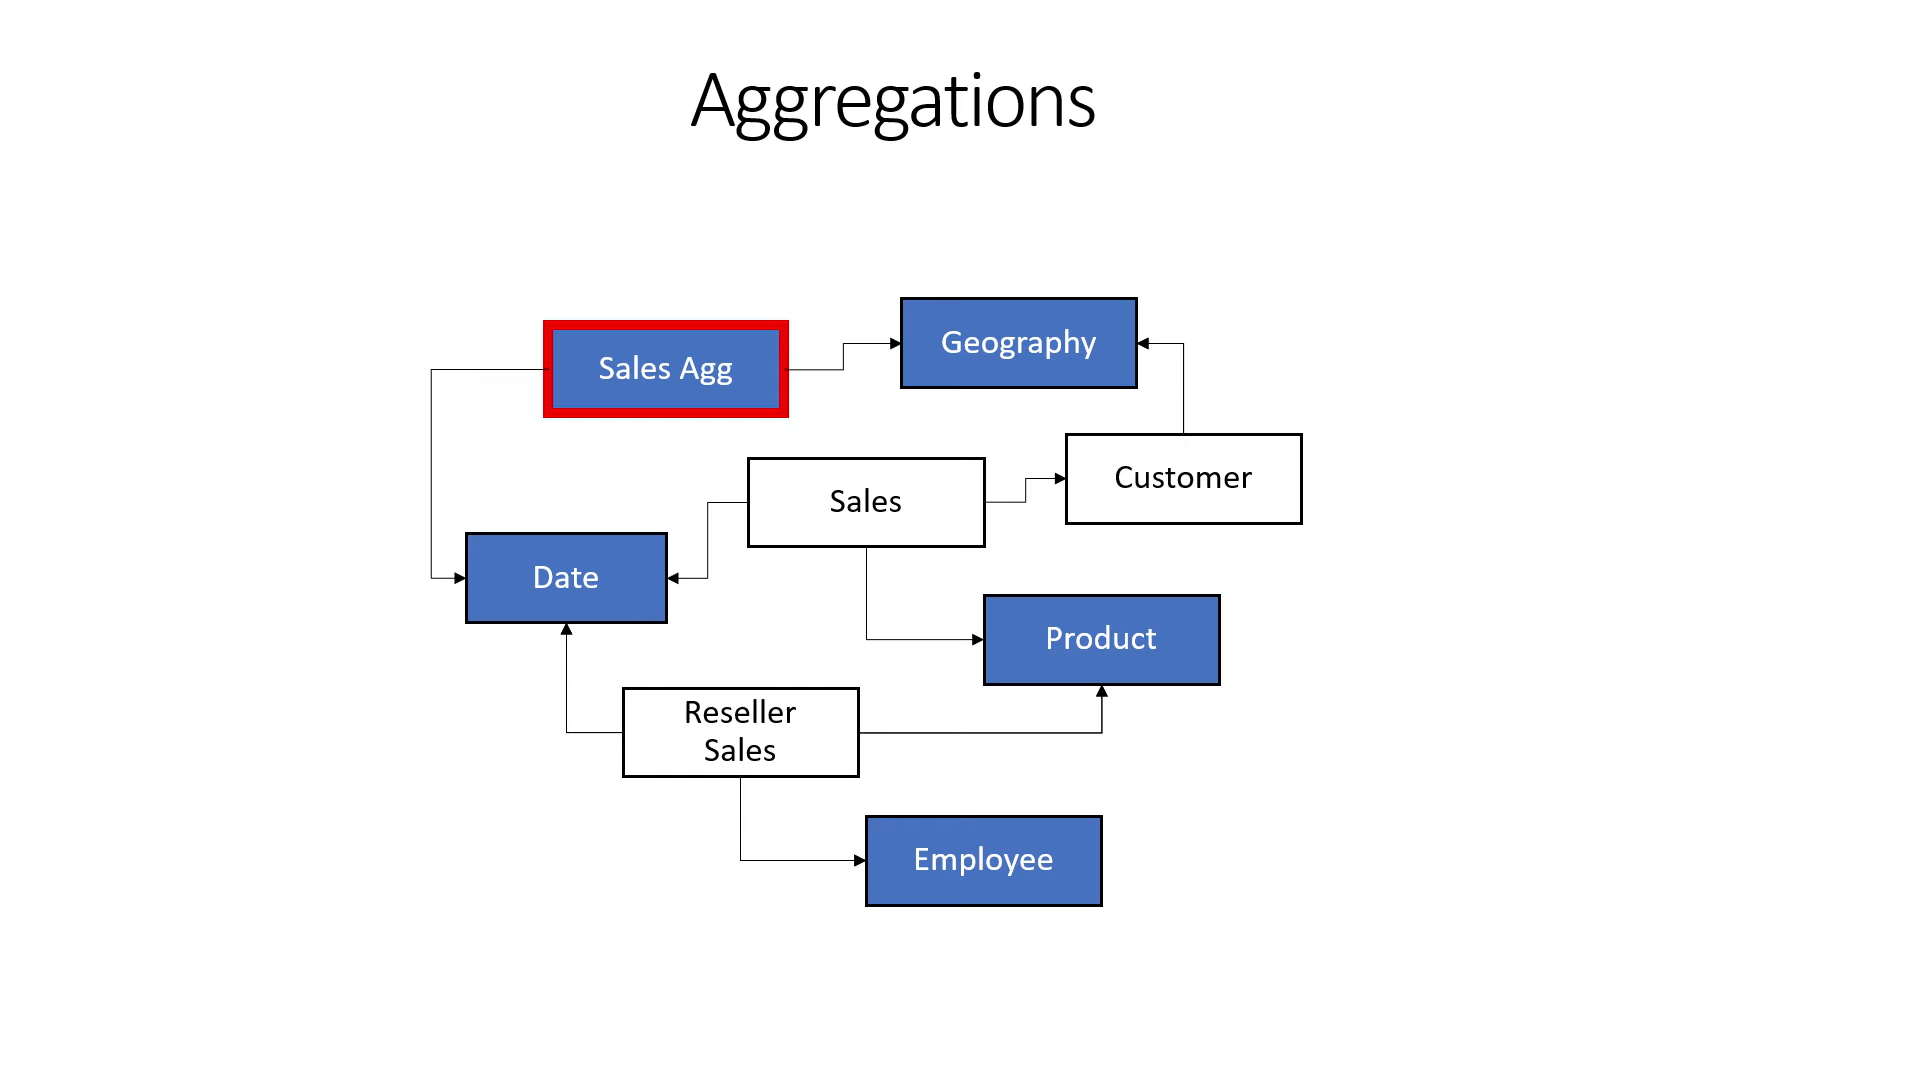 Aggregations
Sales Agg
Geography
Customer
Sales
Date
Product
Reseller
Sales
Employee